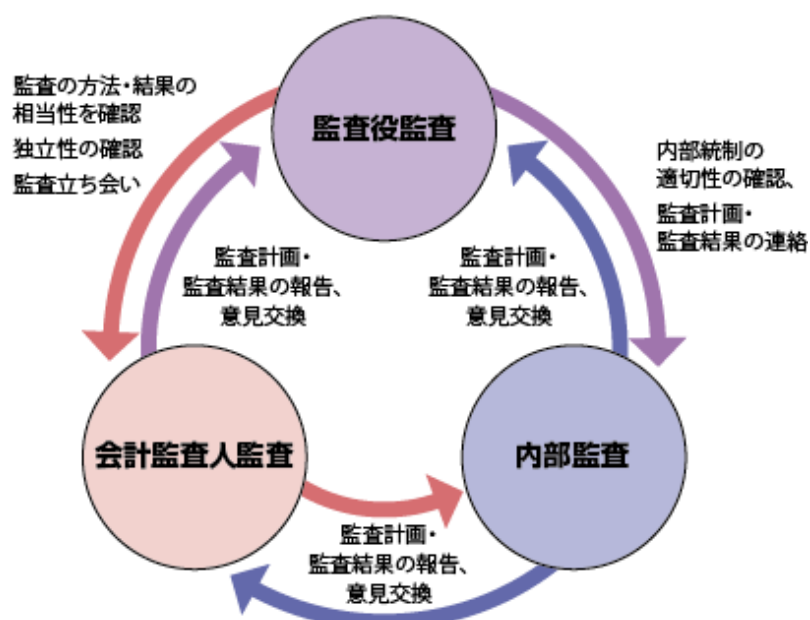 監査役監査
監査の方法・結果の
相当性を確認
独立性の確認
監査立ち会い
内部統制の
適切性の確認、
監査計画・
監査結果の連絡
監査計画・
監査結果の報告、
意見交換
監査計画・
監査結果の報告、
意見交換
会計監査人監査
内部監査
監査計画・
監査結果の報告、
意見交換